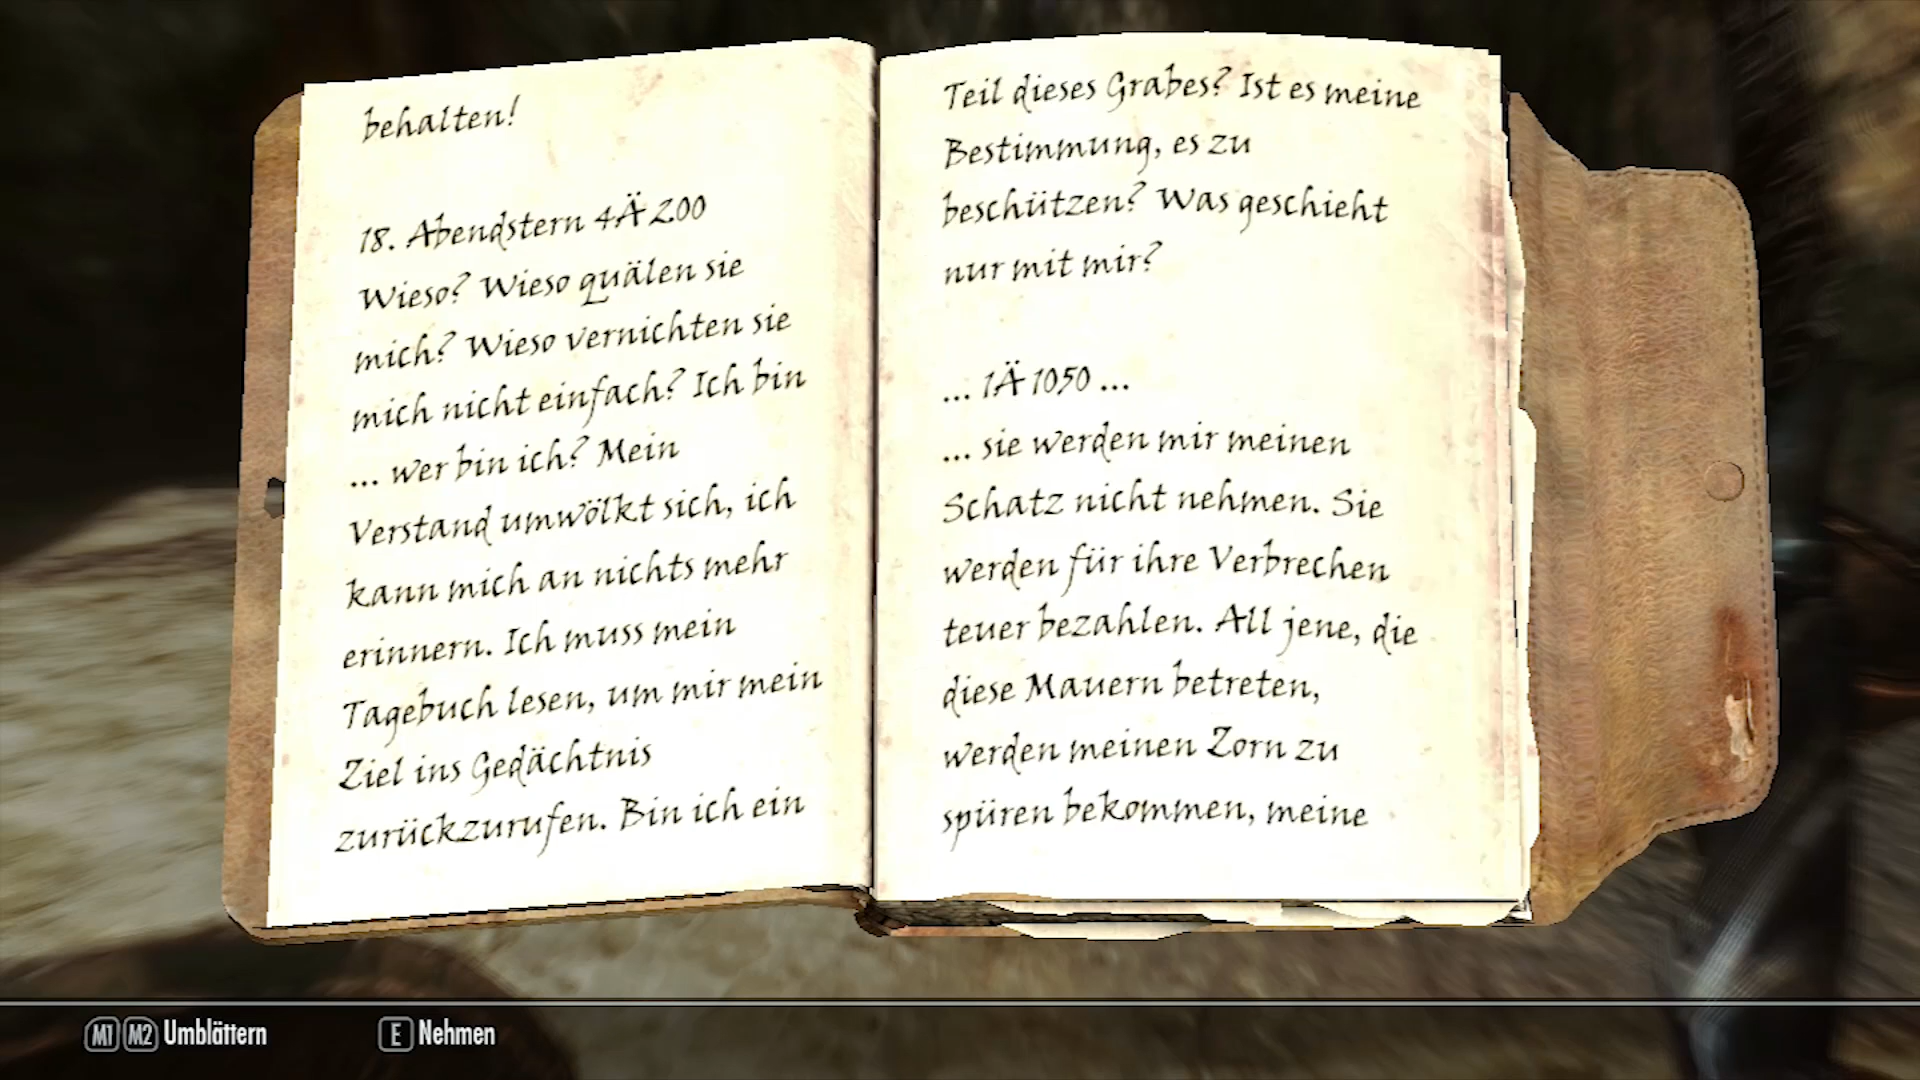 behalten!
18. Abendstern 4Ä 200
Wieso? Wieso quälen sie
mich? Wieso vernichten sie
mich nicht einfach? Ich bin
... wer bin ich? Mein
Verstand umwölkt sich, ich
kann mich an nichts mehr
erinnern. Ich muss mein
Tagebuch lesen, um mir mein
Ziel ins Gedächtnis
zurückzurufen. Bin ich ein
Teil dieses Grabes? Ist es meine
Bestimmung, es zu
beschützen? Was geschieht
nur mit mir?
... 1Ä 1050 ...
... sie werden mir meinen
Schatz nicht nehmen. Sie
werden für ihre Verbrechen
teuer bezahlen. All jene, die
diese Mauern betreten,
werden meinen Zorn zu
spüren bekommen, meine
M1 M2 Umblättern E Nehmen